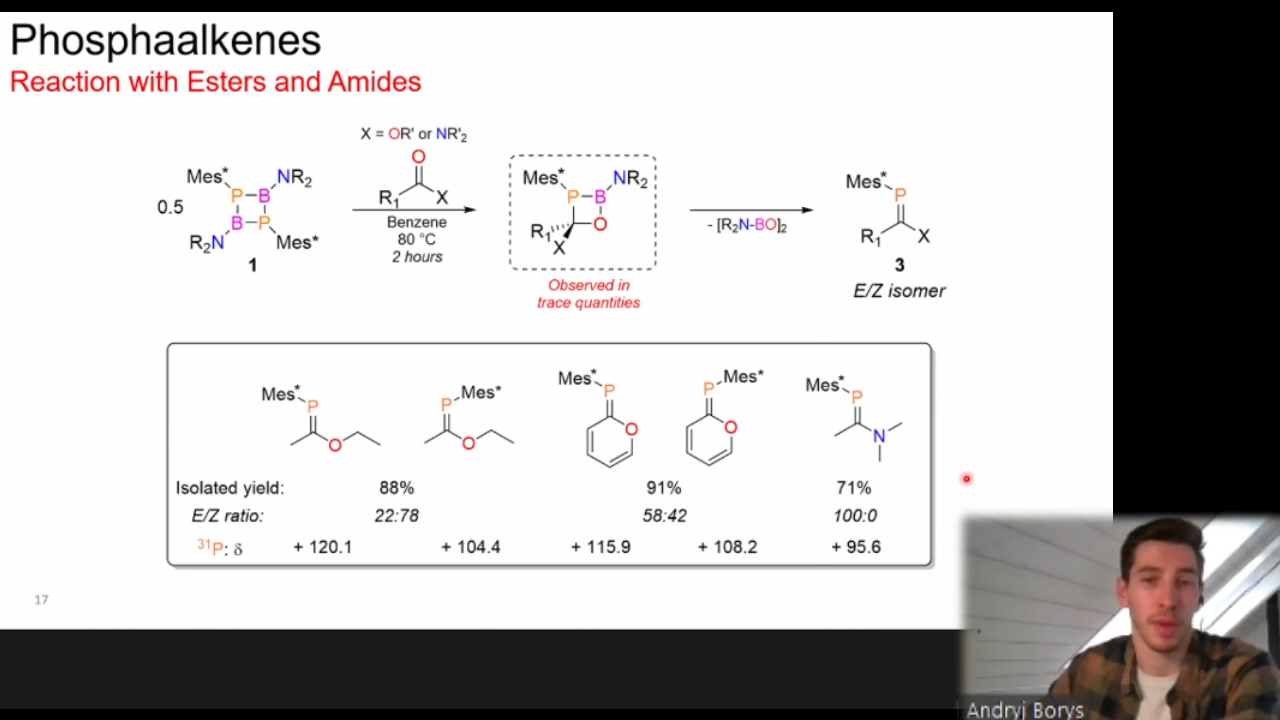 Phosphaalkenes
Reaction with Esters and Amides
X = OR' or NR'2
O
R1 X
Benzene
80 °C
2 hours
0.5
Mes* NR2
P B
B P
R2N Mes*
1
Mes* NR2
P B
R1 O
X
Observed in
trace quantities
- [R2N-BO]2
Mes*
P
R1 X
3
E/Z isomer
Mes* P O
P Mes* O
Mes* P O
P Mes* O
Mes* P N
Isolated yield: 88% 91% 71%
E/Z ratio: 22:78 58:42 100:0
31P: δ + 120.1 + 104.4 + 115.9 + 108.2 + 95.6
17
Andryj Borys